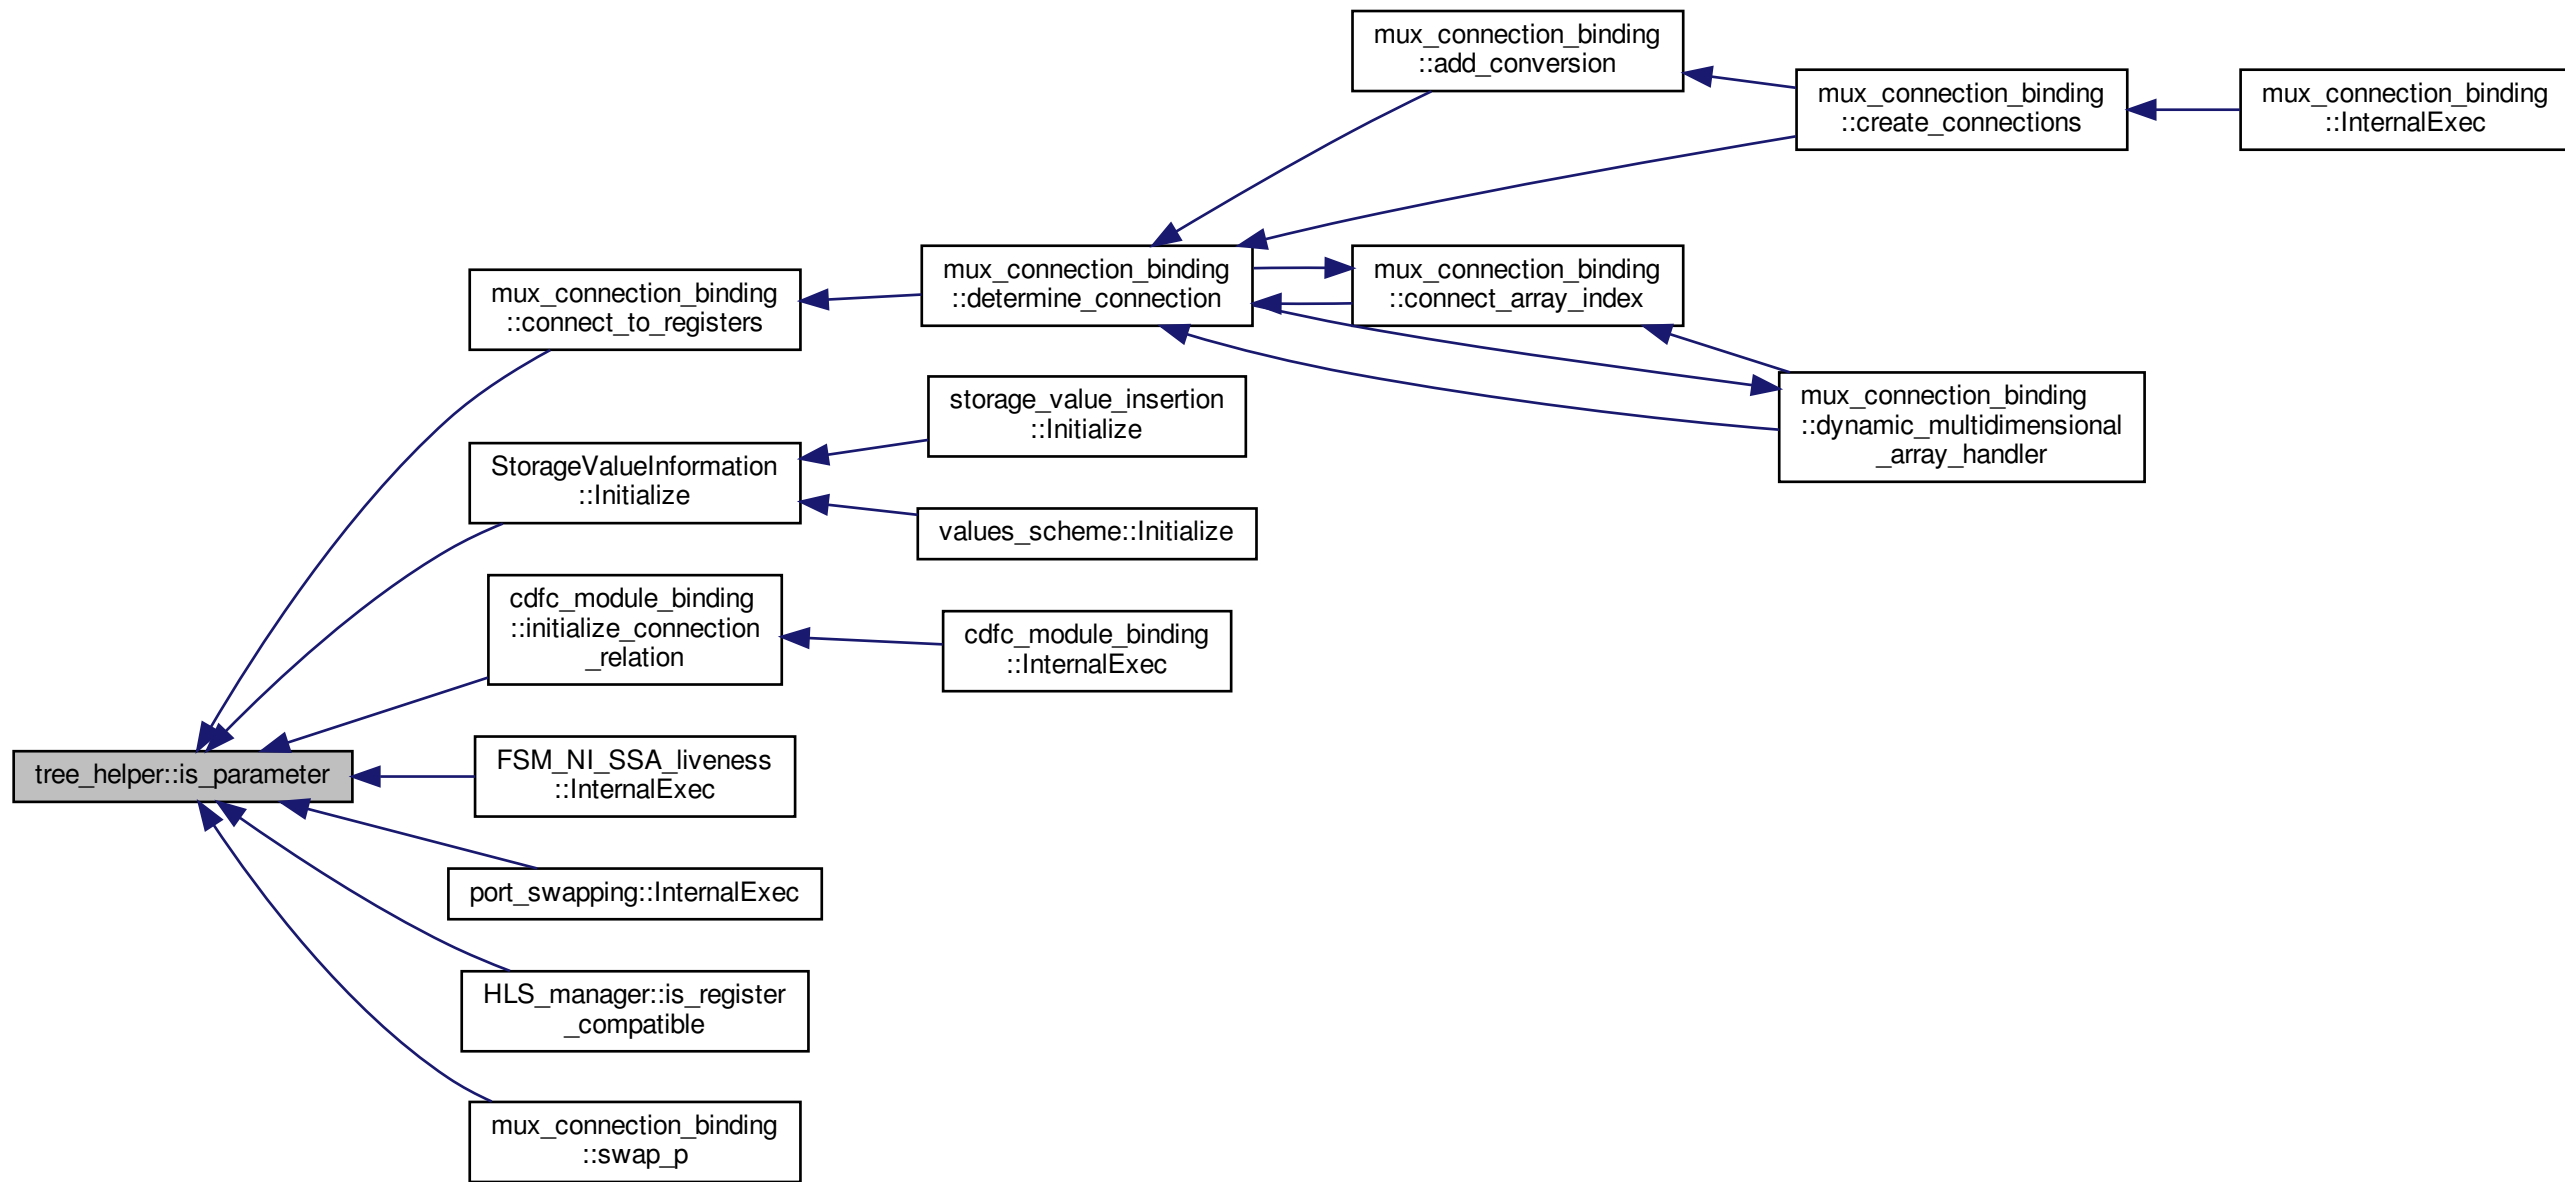 mux_connection_binding
::add_conversion
mux_connection_binding
::create_connections
mux_connection_binding
::InternalExec
mux_connection_binding
::determine_connection
mux_connection_binding
::connect_array_index
mux_connection_binding
::connect_to_registers
mux_connection_binding
::dynamic_multidimensional
_array_handler
storage_value_insertion
::Initialize
StorageValueInformation
::Initialize
values_scheme::Initialize
cdfc_module_binding
::initialize_connection
_relation
cdfc_module_binding
::InternalExec
tree_helper::is_parameter
FSM_NI_SSA_liveness
::InternalExec
port_swapping::InternalExec
HLS_manager::is_register
_compatible
mux_connection_binding
::swap_p